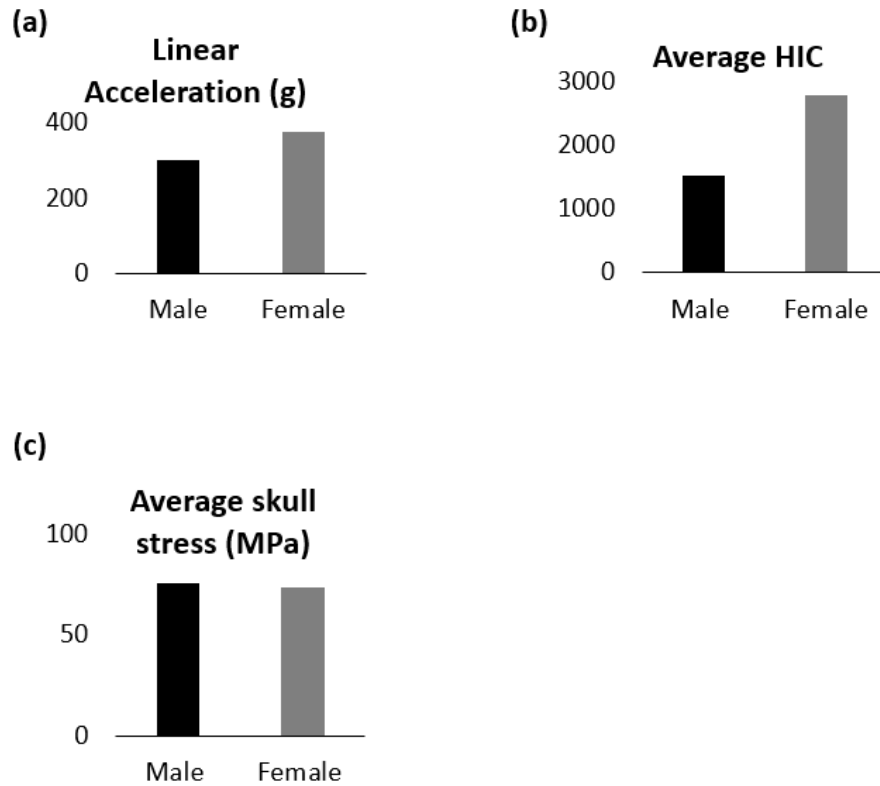 (a)
Linear
Acceleration (g)
400
200
0
Male Female
(b)
Average HIC
3000
2000
1000
0
Male Female
(c)
Average skull
stress (MPa)
100
50
0
Male Female